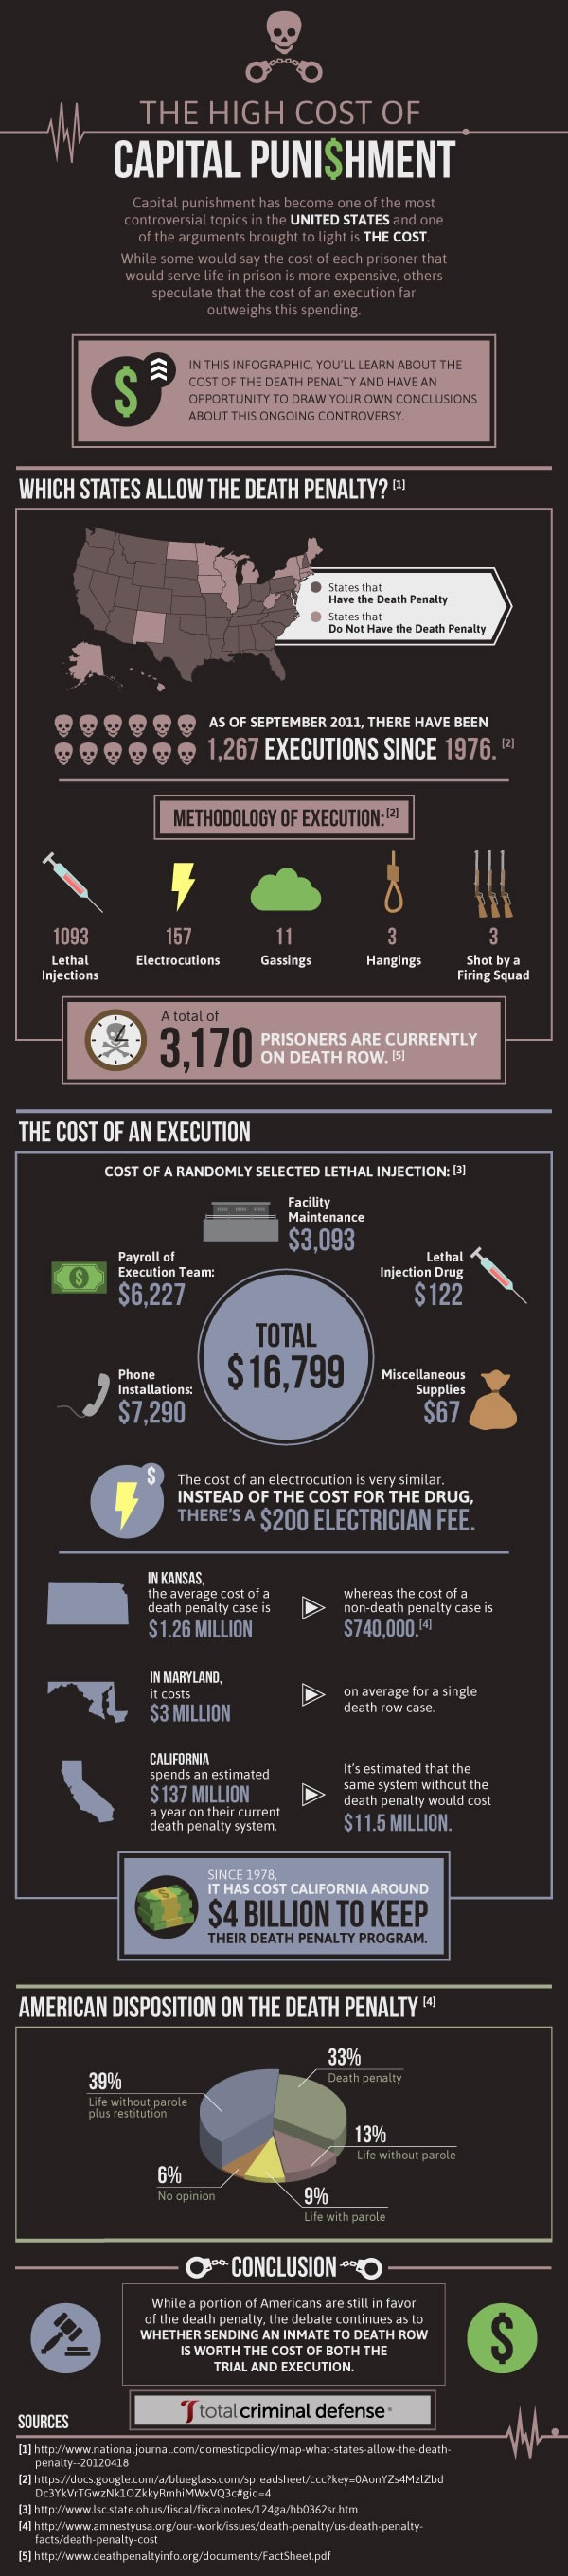 THE HIGH COST OF
CAPITAL PUNI$HMENT
Capital punishment has become one of the most
controversial topics in the UNITED STATES and one
of the arguments brought to light is THE COST.
While some would say the cost of each prisoner that
would serve life in prison is more expensive, others
speculate that the cost of an execution far
outweighs this spending.
$
IN THIS INFOGRAPHIC, YOU'LL LEARN ABOUT THE
COST OF THE DEATH PENALTY AND HAVE AN
OPPORTUNITY TO DRAW YOUR OWN CONCLUSIONS
ABOUT THIS ONGOING CONTROVERSY.
WHICH STATES ALLOW THE DEATH PENALTY? [1]
States that
Have the Death Penalty
States that
Do Not Have the Death Penalty
AS OF SEPTEMBER 2011, THERE HAVE BEEN
1,267 EXECUTIONS SINCE 1976. [2]
METHODOLOGY OF EXECUTION: [2]
1093
Lethal
Injections
157
Electrocutions
11
Gassings
3
Hangings
3
Shot by a
Firing Squad
A total of
3,170 PRISONERS ARE CURRENTLY
ON DEATH ROW. [5]
THE COST OF AN EXECUTION
COST OF A RANDOMLY SELECTED LETHAL INJECTION: [3]
Facility
Maintenance
$3,093
$
Payroll of
Execution Team:
$6,227
Lethal
Injection Drug
$122
TOTAL
$16,799
Phone
Installations:
$7,290
Miscellaneous
Supplies
$67
$
The cost of an electrocution is very similar.
INSTEAD OF THE COST FOR THE DRUG,
THERE'S A $200 ELECTRICIAN FEE.
IN KANSAS,
the average cost of a
death penalty case is
$1.26 MILLION
whereas the cost of a
non-death penalty case is
$740,000.[4]
IN MARYLAND,
it costs
$3 MILLION
on average for a single
death row case.
CALIFORNIA
spends an estimated
$137 MILLION
a year on their current
death penalty system.
It's estimated that the
same system without the
death penalty would cost
$11.5 MILLION.
SINCE 1978,
IT HAS COST CALIFORNIA AROUND
$4 BILLION TO KEEP
THEIR DEATH PENALTY PROGRAM.
AMERICAN DISPOSITION ON THE DEATH PENALTY [4]
33%
Death penalty
39%
Life without parole
plus restitution
13%
Life without parole
6%
No opinion
9%
Life with parole
CONCLUSION
While a portion of Americans are still in favor
of the death penalty, the debate continues as to
WHETHER SENDING AN INMATE TO DEATH ROW
IS WORTH THE COST OF BOTH THE
TRIAL AND EXECUTION.
$
total criminal defense
SOURCES
[1] http://www.nationaljournal.com/domesticpolicy/map-what-states-allow-the-death-
penalty--20120418
[2] https://docs.google.com/a/blueglass.com/spreadsheet/ccc?key=0AonYZs4MzlZbd
Dc3YkVrTGwzNk1OZkkyRmhiMWxVQ3c#gid=4
[3] http://www.lsc.state.oh.us/fiscal/fiscalnotes/124ga/hb0362sr.htm
[4] http://www.amnestyusa.org/our-work/issues/death-penalty/us-death-penalty-
facts/death-penalty-cost
[5] http://www.deathpenaltyinfo.org/documents/FactSheet.pdf